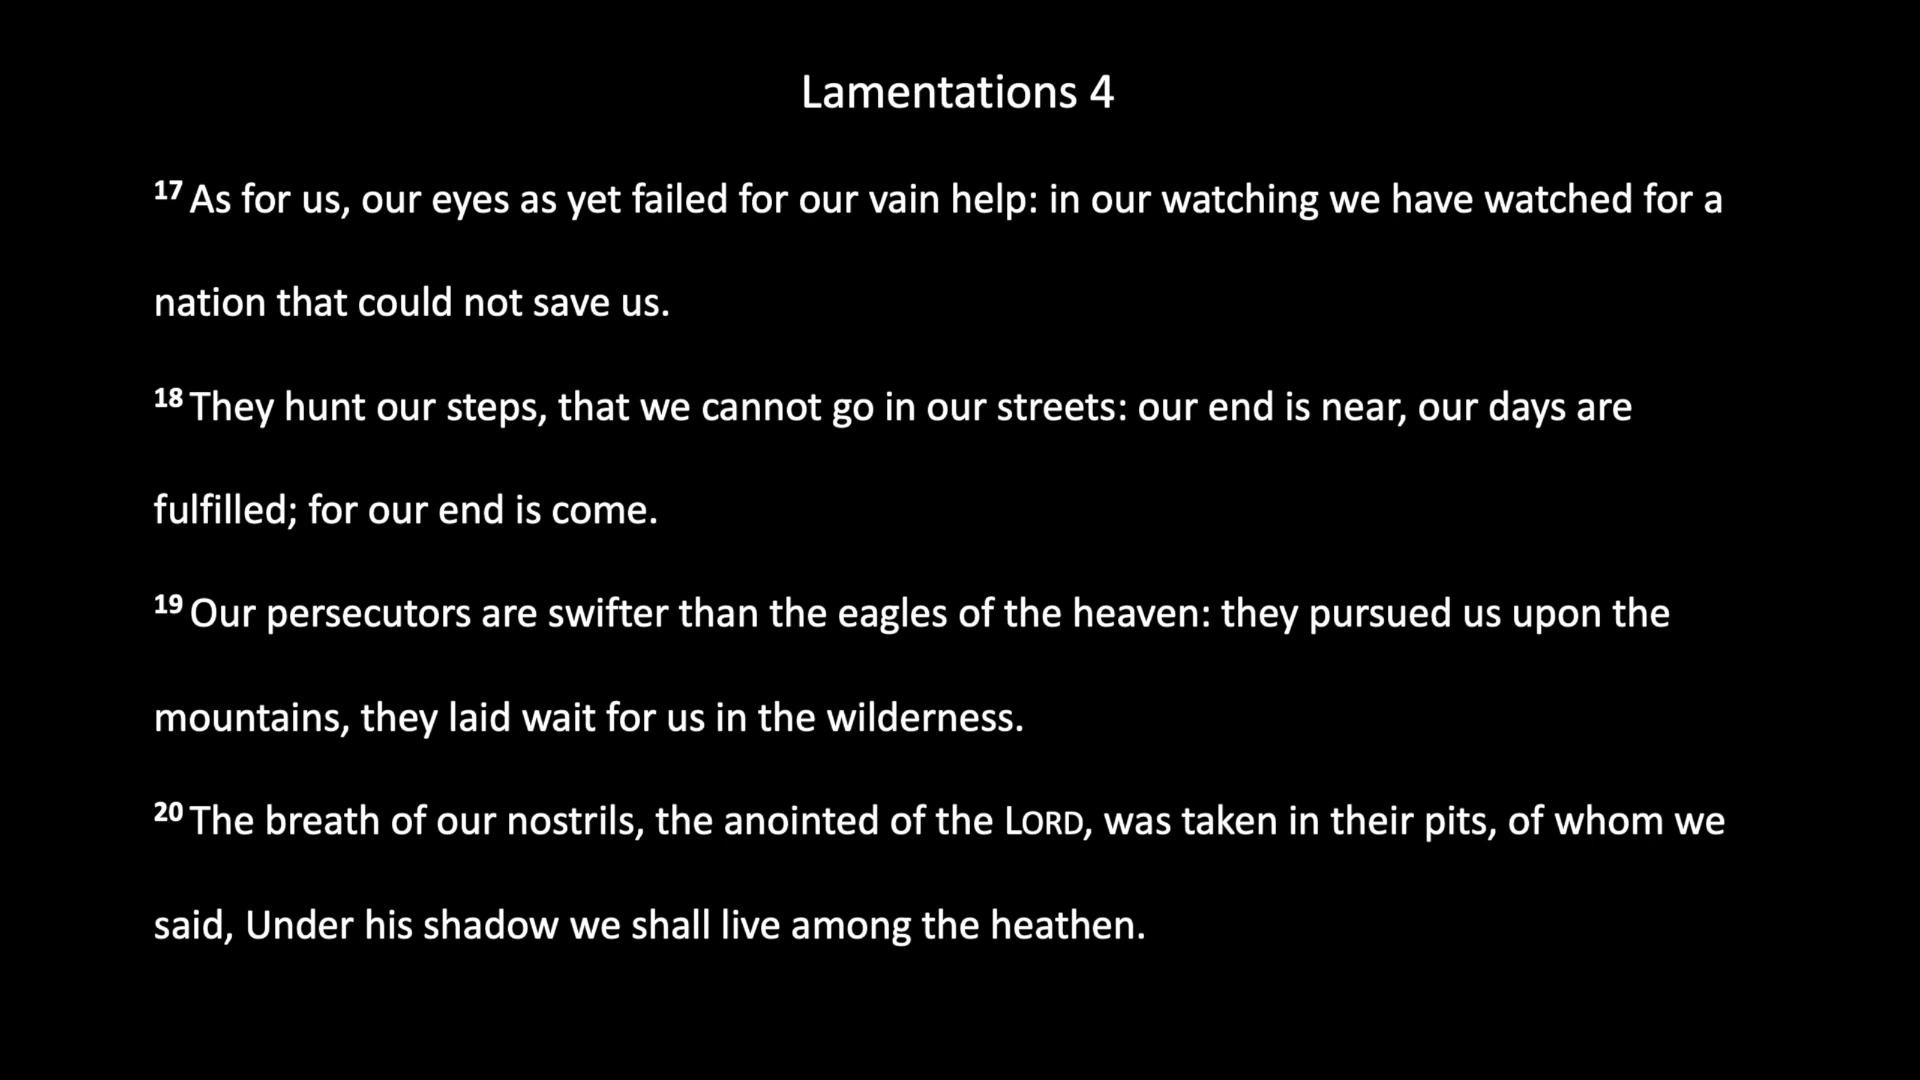 Lamentations 4
17 As for us, our eyes as yet failed for our vain help: in our watching we have watched for a
nation that could not save us.
18 They hunt our steps, that we cannot go in our streets: our end is near, our days are
fulfilled; for our end is come.
19 Our persecutors are swifter than the eagles of the heaven: they pursued us upon the
mountains, they laid wait for us in the wilderness.
20 The breath of our nostrils, the anointed of the LORD, was taken in their pits, of whom we
said, Under his shadow we shall live among the heathen.